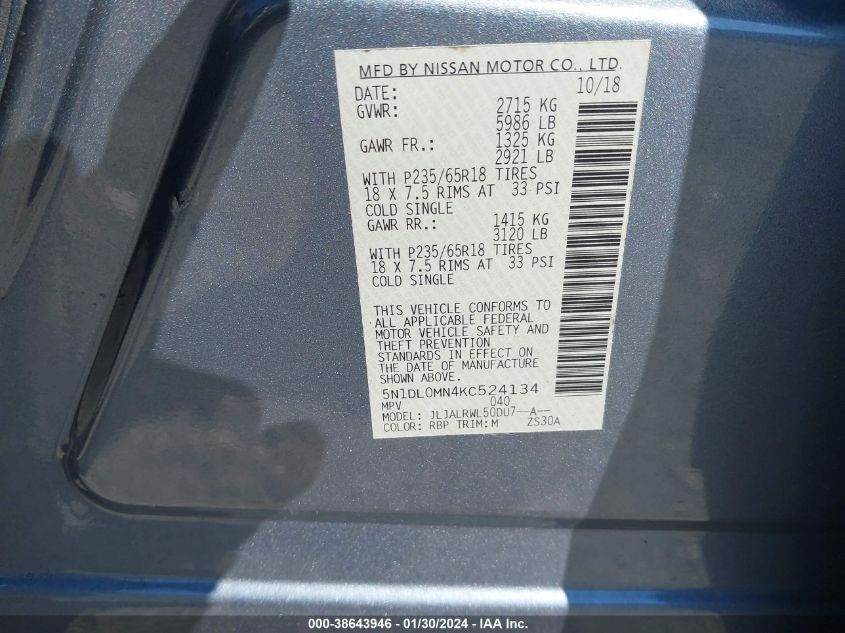 MFD BY NISSAN MOTOR CO., LTD.
DATE: 10/18
GVWR: 2715 KG
5986 LB
GAWR FR.: 1325 KG
2921 LB
WITH P235/65R18 TIRES
18 X 7.5 RIMS AT 33 PSI
COLD SINGLE
GAWR RR.: 1415 KG
3120 LB
WITH P235/65R18 TIRES
18 X 7.5 RIMS AT 33 PSI
COLD SINGLE
THIS VEHICLE CONFORMS TO
ALL APPLICABLE FEDERAL
MOTOR VEHICLE SAFETY AND
THEFT PREVENTION
STANDARDS IN EFFECT ON
THE DATE OF MANUFACTURE
SHOWN ABOVE.
5N1DL0MN4KC524134
MPV 040
MODEL: JLJALRWL50DU7--A--
COLOR: RBP TRIM:M ZS30A
000-38643946 - 01/30/2024 - IAA Inc.